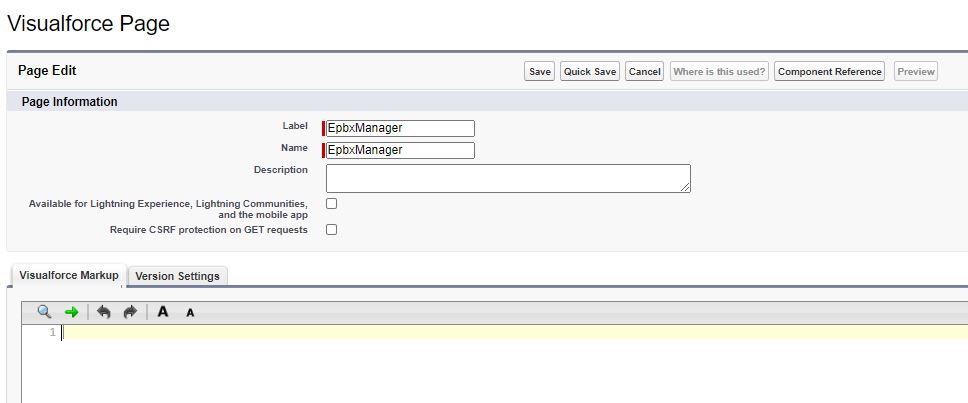 Visualforce Page
Page Edit
Save Quick Save Cancel Where is this used? Component Reference Preview
Page Information
Label EpbxManager
Name EpbxManager
Description
Available for Lightning Experience, Lightning Communities,
and the mobile app
Require CSRF protection on GET requests
Visualforce Markup Version Settings
A A
1